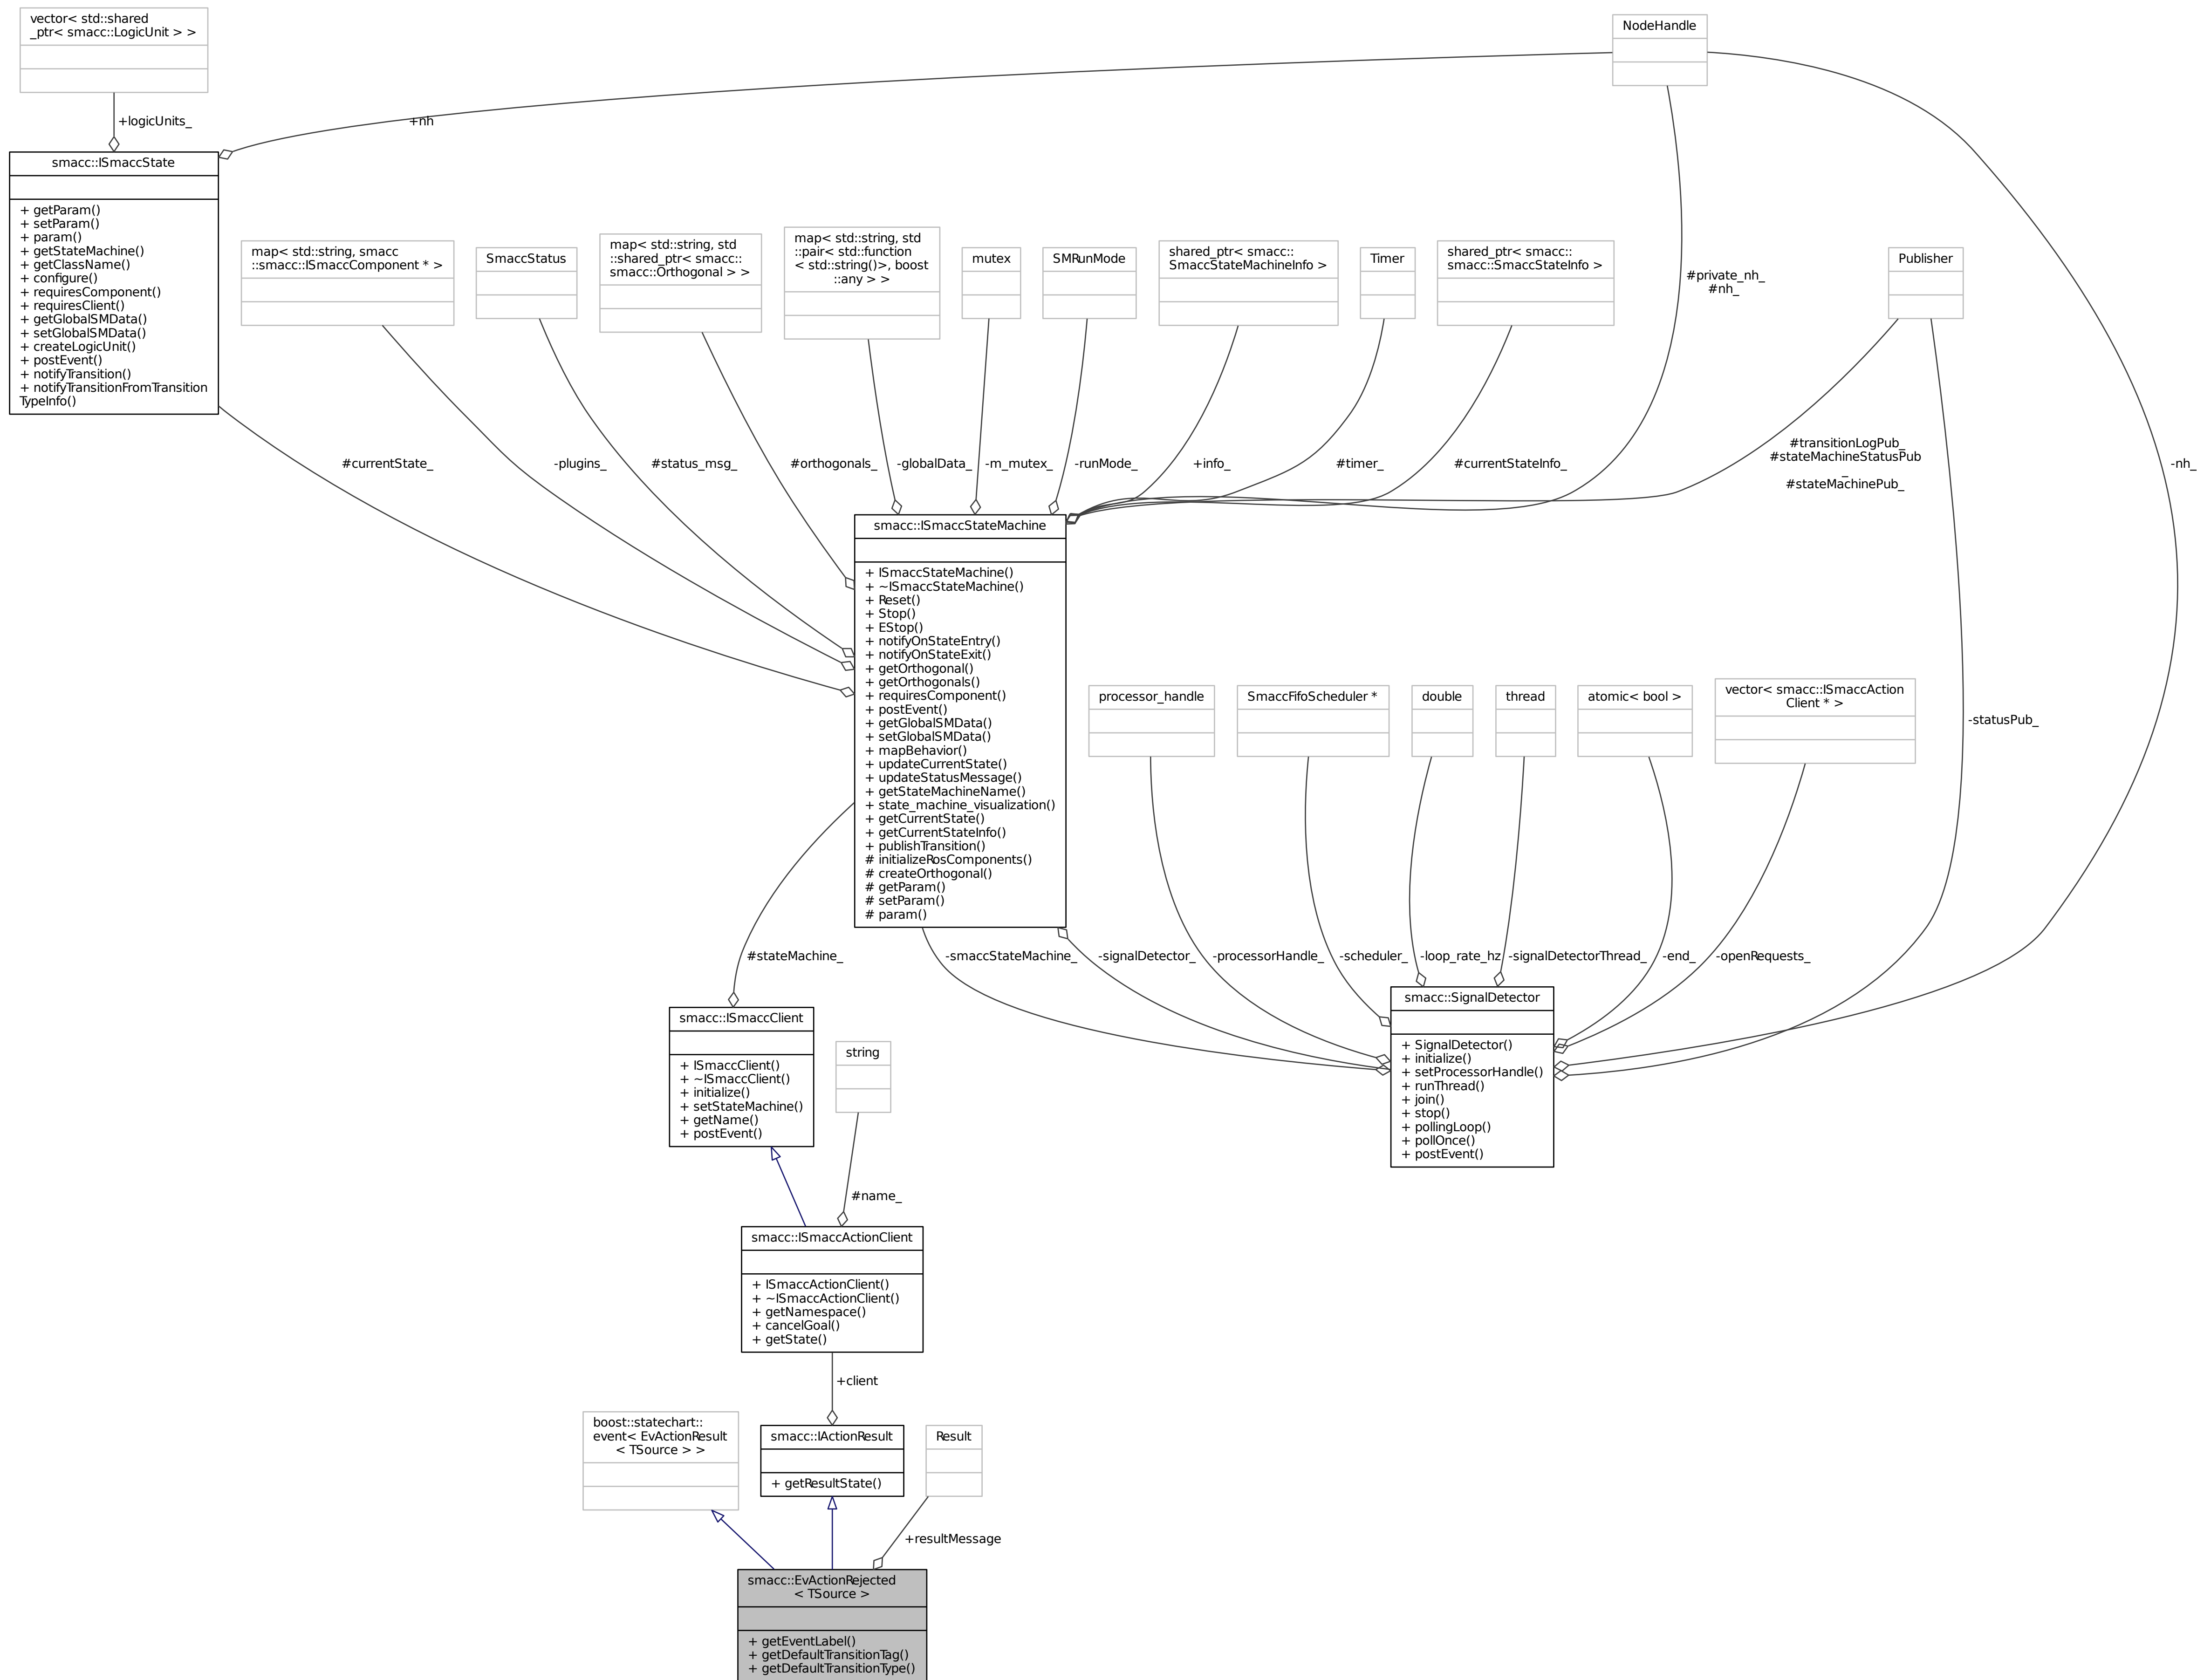 vector< std::shared
_ptr< smacc::LogicUnit > >
NodeHandle
+logicUnits_
+nh
smacc::ISmaccState
+ getParam()
+ setParam()
+ param()
+ getStateMachine()
+ getClassName()
+ configure()
+ requiresComponent()
+ requiresClient()
+ getGlobalSMData()
+ setGlobalSMData()
+ createLogicUnit()
+ postEvent()
+ notifyTransition()
+ notifyTransitionFromTransition
TypeInfo()
map< std::string, smacc
::smacc::ISmaccComponent * >
SmaccStatus
map< std::string, std
::shared_ptr< smacc::
smacc::Orthogonal > >
map< std::string, std
::pair< std::function
< std::string()>, boost
::any > >
mutex
SMRunMode
shared_ptr< smacc::
SmaccStateMachineInfo >
Timer
shared_ptr< smacc::
smacc::SmaccStateInfo >
#private_nh_
#nh_
Publisher
#currentState_
-plugins_
#status_msg_
#orthogonals_
-globalData_
-m_mutex_
-runMode_
+info_
#timer_
#currentStateInfo_
#transitionLogPub_
#stateMachineStatusPub
_
#stateMachinePub_
-nh_
smacc::ISmaccStateMachine
+ ISmaccStateMachine()
+ ~ISmaccStateMachine()
+ Reset()
+ Stop()
+ EStop()
+ notifyOnStateEntry()
+ notifyOnStateExit()
+ getOrthogonal()
+ getOrthogonals()
+ requiresComponent()
+ postEvent()
+ getGlobalSMData()
+ setGlobalSMData()
+ mapBehavior()
+ updateCurrentState()
+ updateStatusMessage()
+ getStateMachineName()
+ state_machine_visualization()
+ getCurrentState()
+ getCurrentStateInfo()
+ publishTransition()
# initializeRosComponents()
# createOrthogonal()
# getParam()
# setParam()
# param()
processor_handle
SmaccFifoScheduler *
double
thread
atomic< bool >
vector< smacc::ISmaccAction
Client * >
-statusPub_
#stateMachine_
-smaccStateMachine_
-signalDetector_
-processorHandle_
-scheduler_
-loop_rate_hz
-signalDetectorThread_
-end_
-openRequests_
smacc::SignalDetector
+ SignalDetector()
+ initialize()
+ setProcessorHandle()
+ runThread()
+ join()
+ stop()
+ pollingLoop()
+ pollOnce()
+ postEvent()
smacc::ISmaccClient
+ ISmaccClient()
+ ~ISmaccClient()
+ initialize()
+ setStateMachine()
+ getName()
+ postEvent()
string
#name_
smacc::ISmaccActionClient
+ ISmaccActionClient()
+ ~ISmaccActionClient()
+ getNamespace()
+ cancelGoal()
+ getState()
+client
boost::statechart::
event< EvActionResult
< TSource > >
smacc::IActionResult
+ getResultState()
Result
+resultMessage
smacc::EvActionRejected
< TSource >
+ getEventLabel()
+ getDefaultTransitionTag()
+ getDefaultTransitionType()